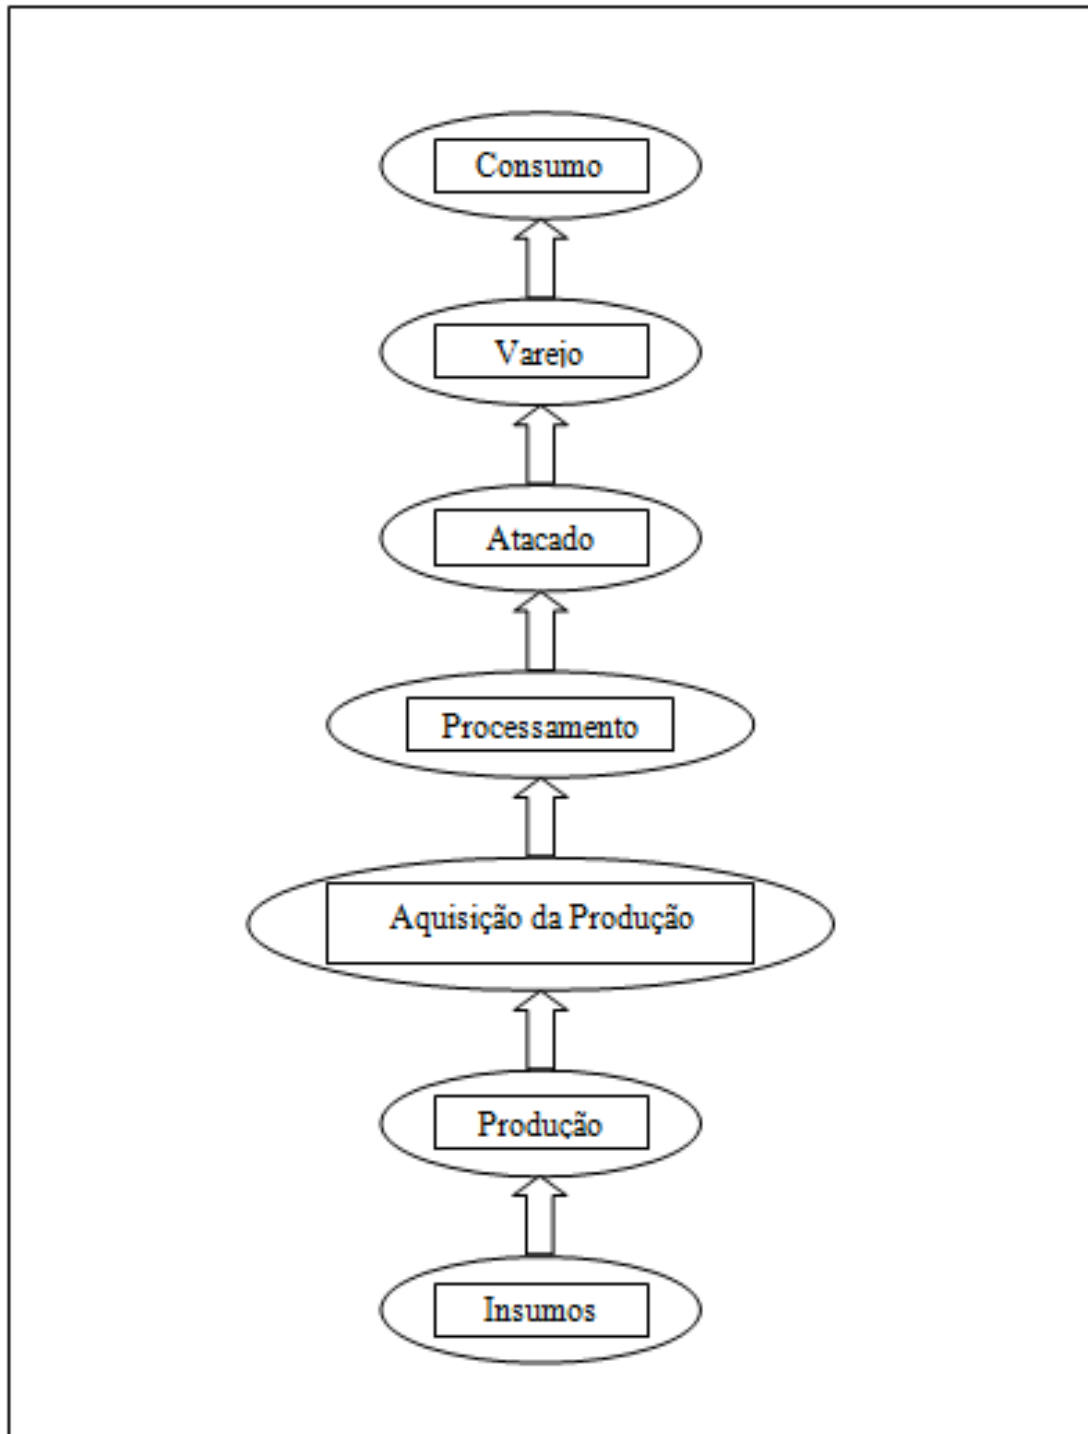 Consumo
Varejo
Atacado
Processamento
Aquisição da Produção
Produção
Insumos